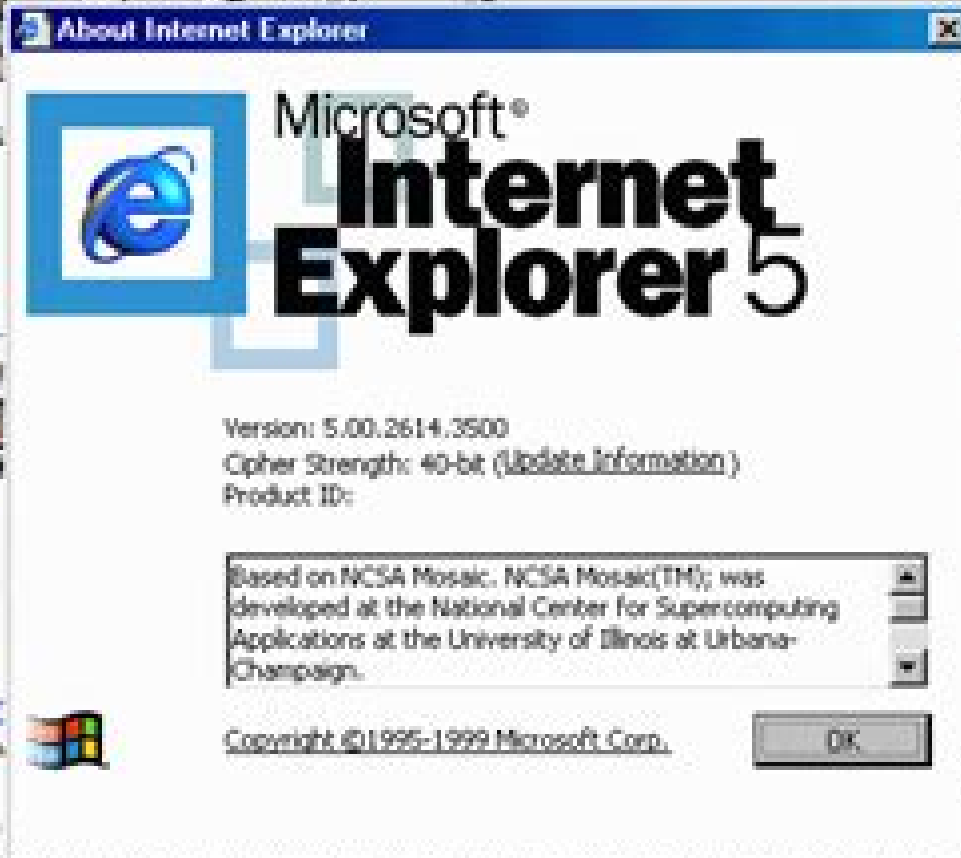 About Internet Explorer
Microsoft®
Internet
Explorer 5
Version: 5.00.2614.3500
Cipher Strength: 40-bit (Update Information )
Product ID:
Based on NCSA Mosaic. NCSA Mosaic(TM); was
developed at the National Center for Supercomputing
Applications at the University of Illinois at Urbana-
Champaign.
Copyright ©1995-1999 Microsoft Corp.
OK